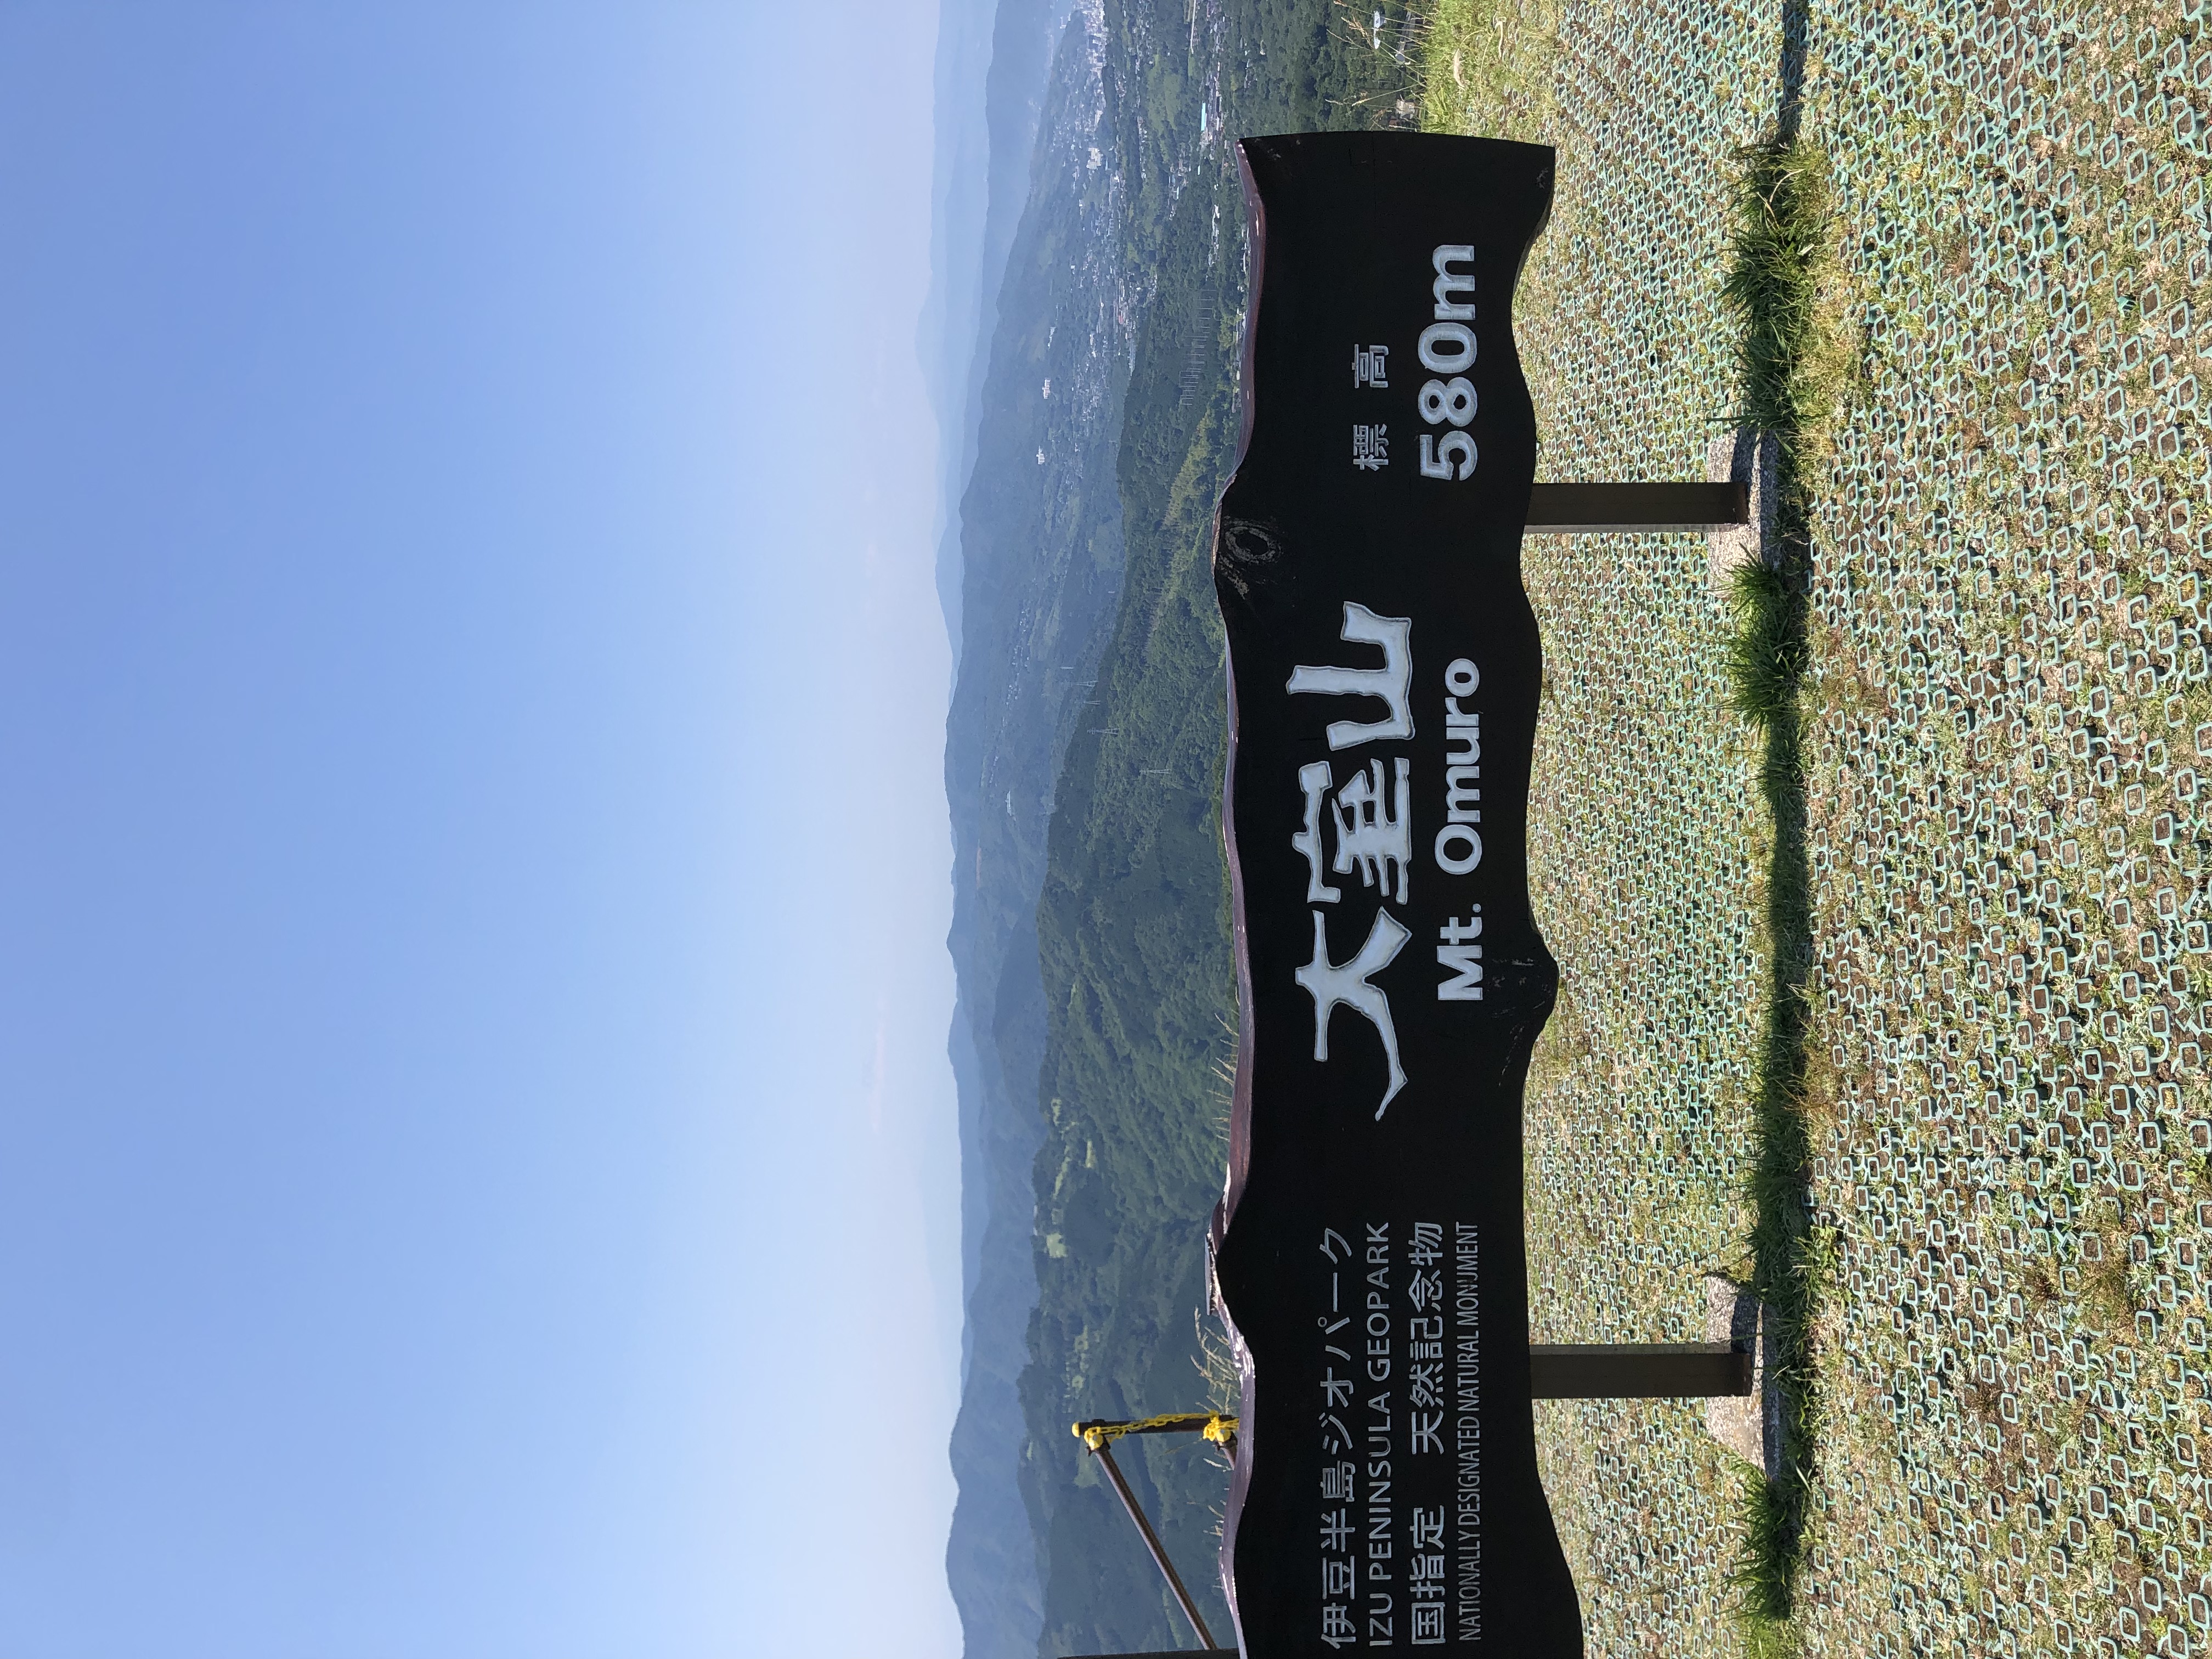 伊豆半島ジオパーク
IZU PENINSULA GEOPARK
国指定 天然記念物
NATIONALLY DESIGNATED NATURAL MONUMENT
大室山
Mt. Omuro
標高
580m